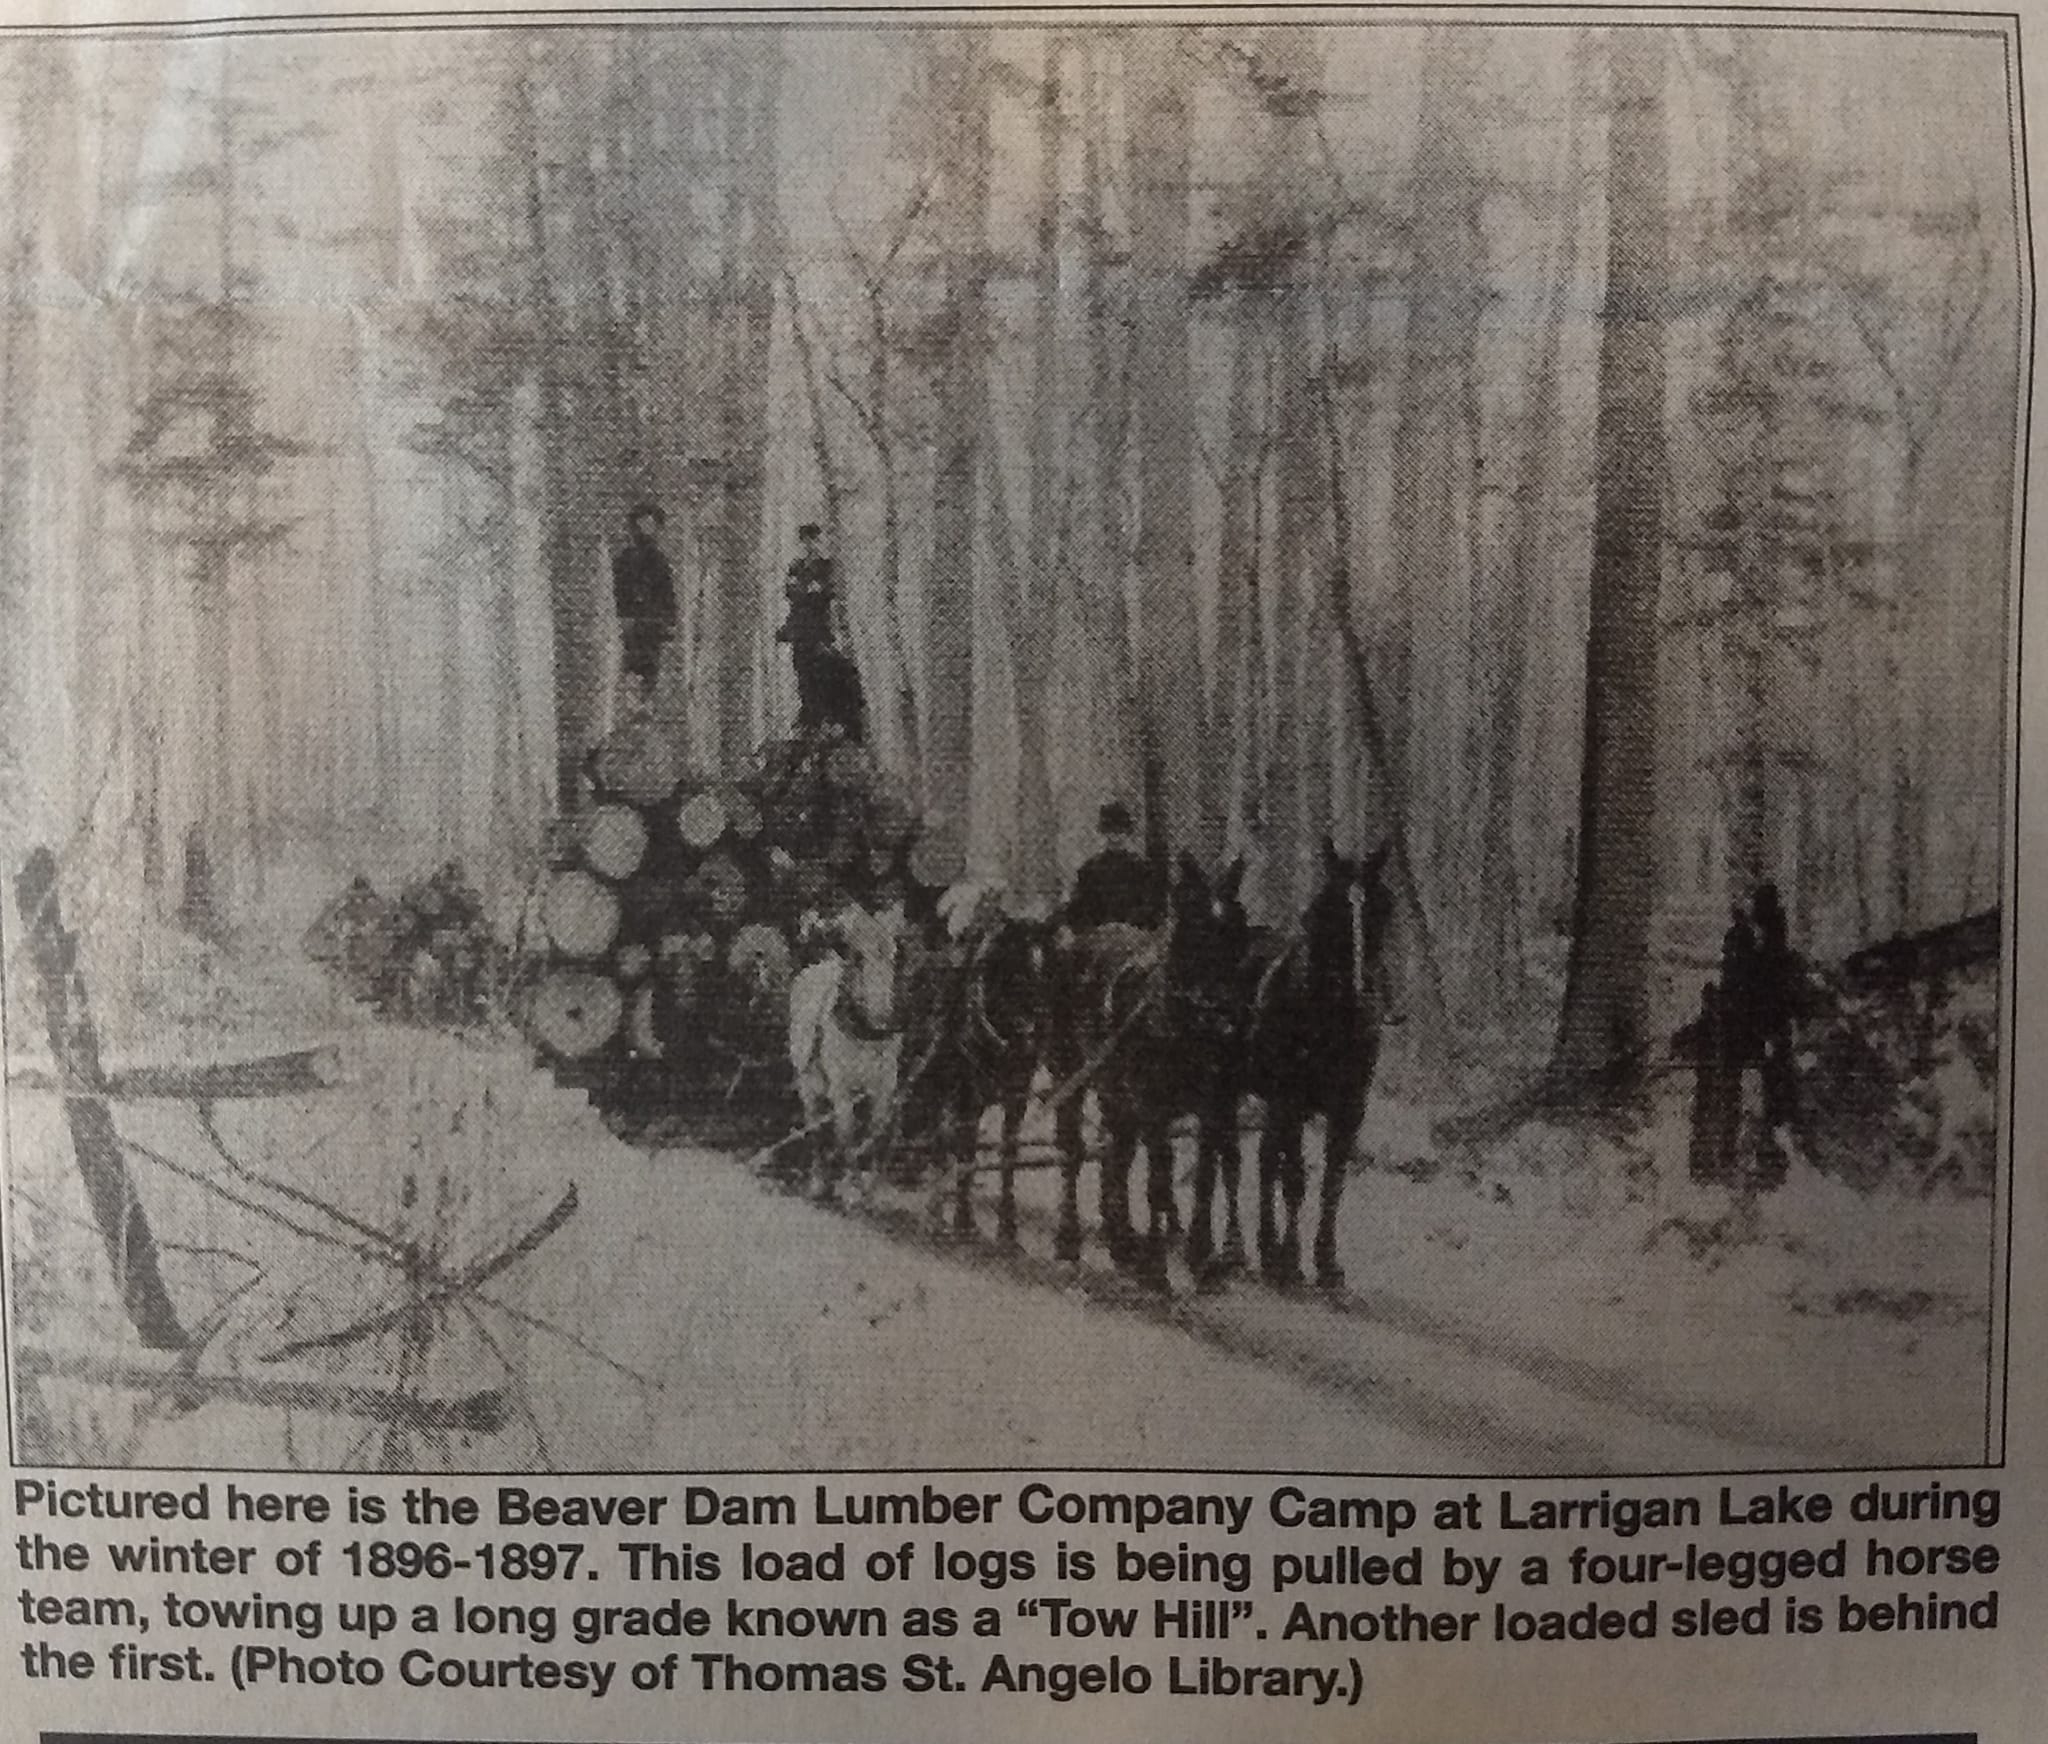 Pictured here is the Beaver Dam Lumber Company Camp at Larrigan Lake during
the winter of 1896-1897. This load of logs is being pulled by a four-legged horse
team, towing up a long grade known as a “Tow Hill”. Another loaded sled is behind
the first. (Photo Courtesy of Thomas St. Angelo Library.)